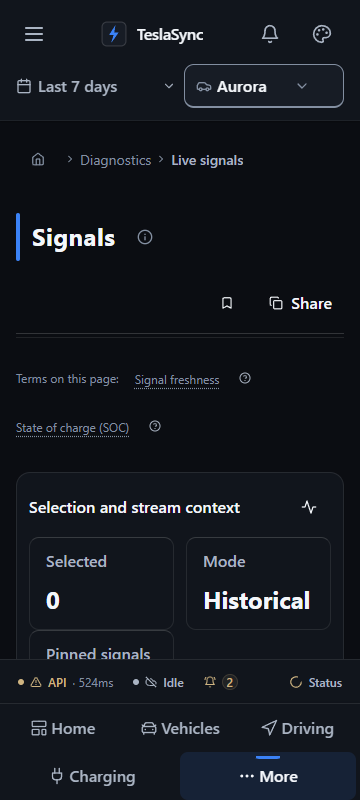 TeslaSync
Last 7 days
Aurora
Diagnostics
Live signals
Signals
Share
Terms on this page:
Signal freshness
State of charge (SOC)
Selection and stream context
Selected
0
Mode
Historical
Pinned signals
API · 524ms
Idle
2
Status
Home
Vehicles
Driving
Charging
More